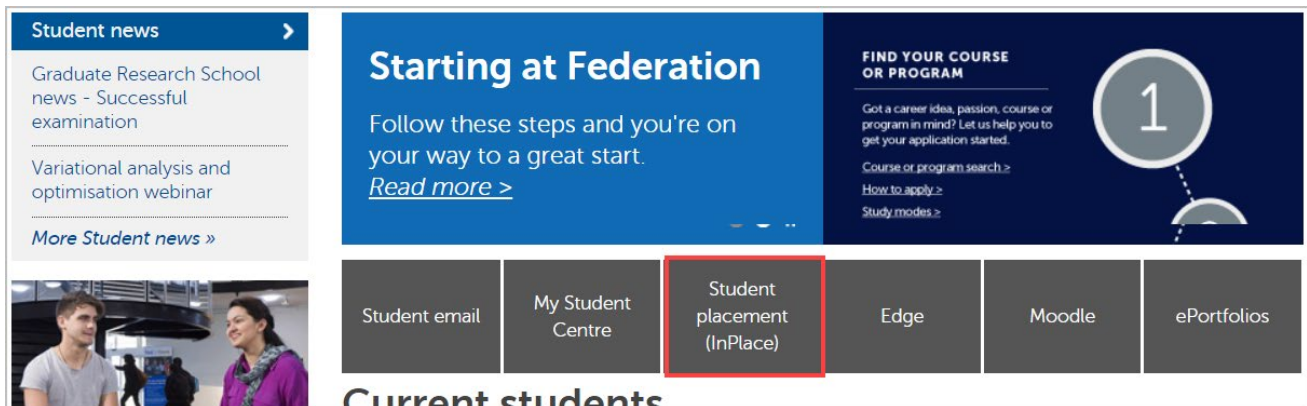 Student news
Graduate Research School
news - Successful
examination
Variational analysis and
optimisation webinar
More Student news »
Starting at Federation
Follow these steps and you're on
your way to a great start.
Read more >
FIND YOUR COURSE
OR PROGRAM
Got a career idea, passion, course or
program in mind? Let us help you to
get your application started.
Course or program search >
How to apply >
Study modes >
1
Student email
My Student
Centre
Student
placement
(InPlace)
Edge
Moodle
ePortfolios
Current students